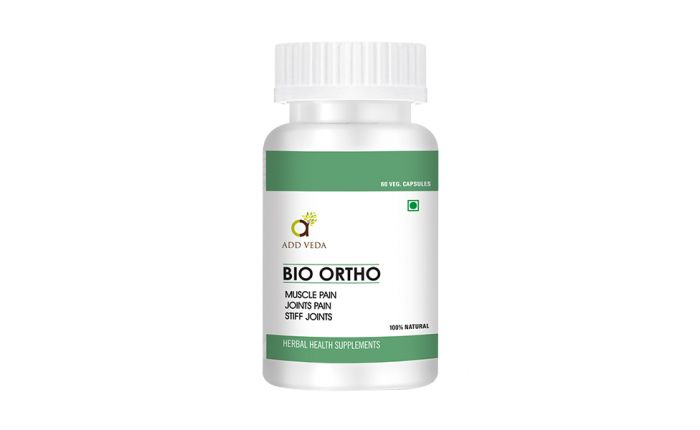 60 VEG. CAPSULES
ADD VEDA
BIO ORTHO
MUSCLE PAIN
JOINTS PAIN
STIFF JOINTS
100% NATURAL
HERBAL HEALTH SUPPLEMENTS